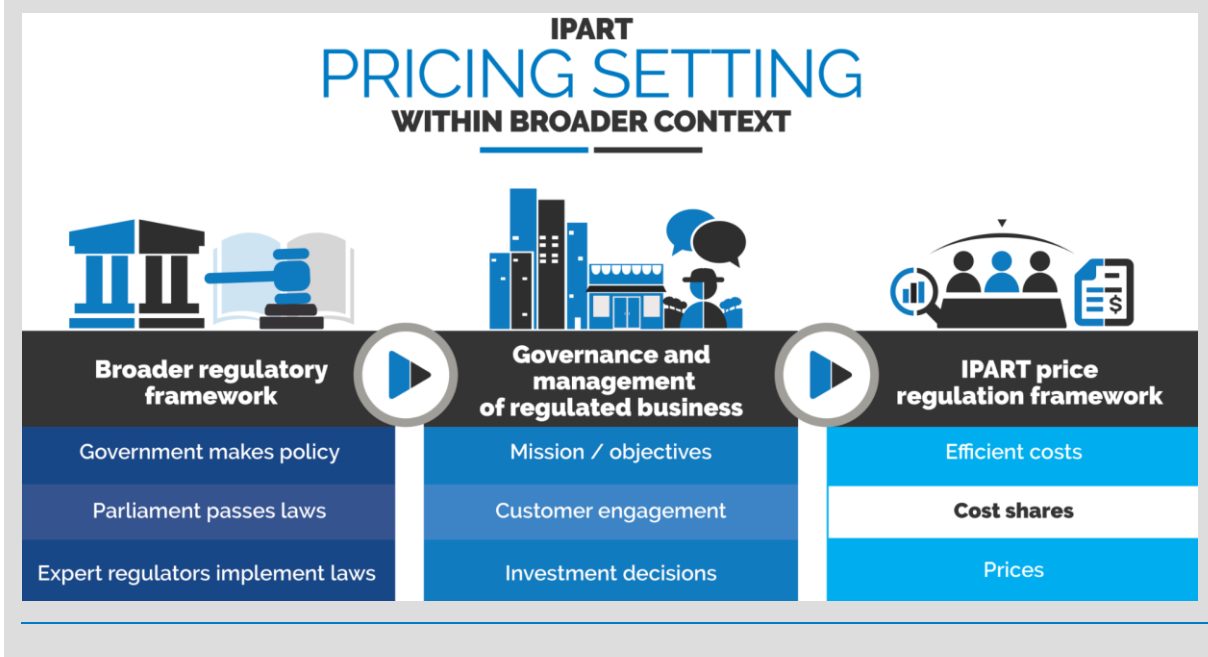 IPART
PRICING SETTING
WITHIN BROADER CONTEXT
$
Broader regulatory
framework
Government makes policy
Parliament passes laws
Expert regulators implement laws
Governance and
management
of regulated business
Mission / objectives
Customer engagement
Investment decisions
IPART price
regulation framework
Efficient costs
Cost shares
Prices